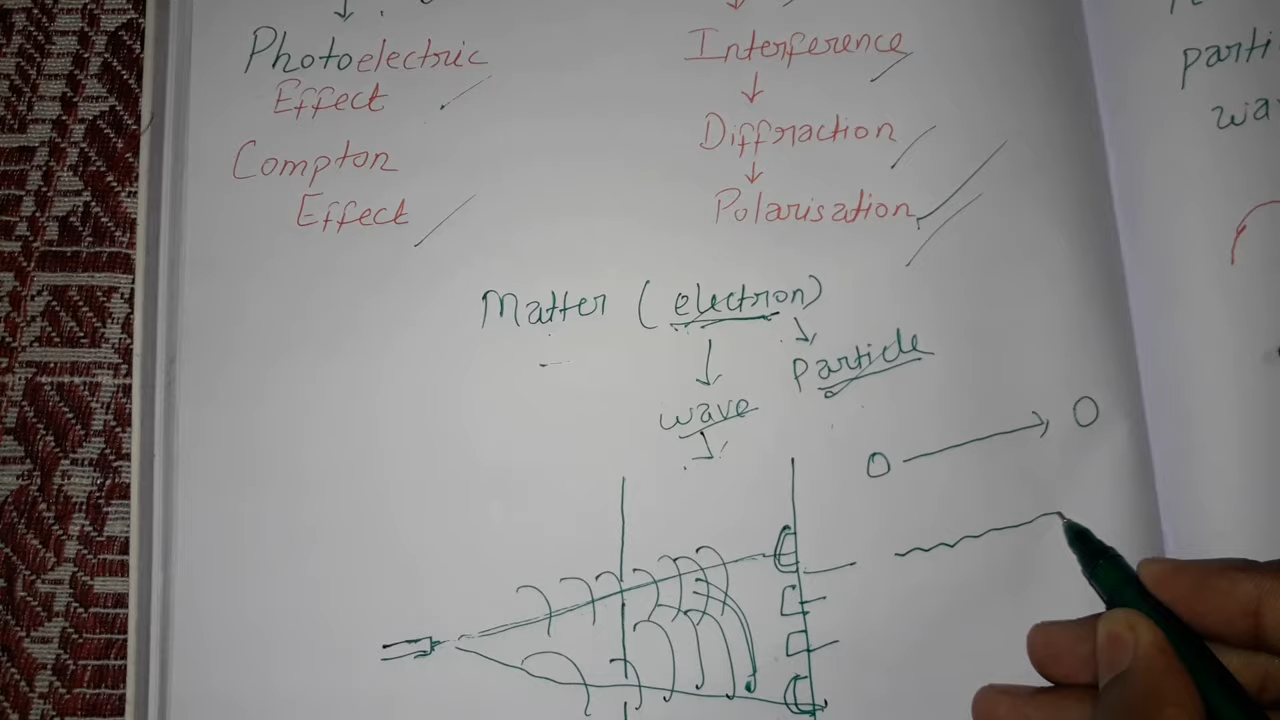 Photoelectric
Effect
Compton
Effect
Interference
Diffraction
Polarisation
Matter (electron)
wave
particle